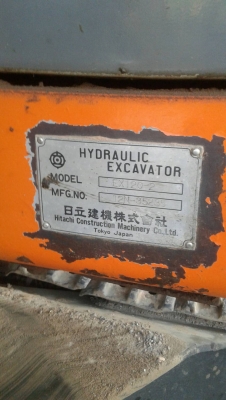 HYDRAULIC
EXCAVATOR
MODEL
MFG.NO.
日立建機株式会社
Hitachi Construction Machinery Co.,Ltd.
Tokyo Japan